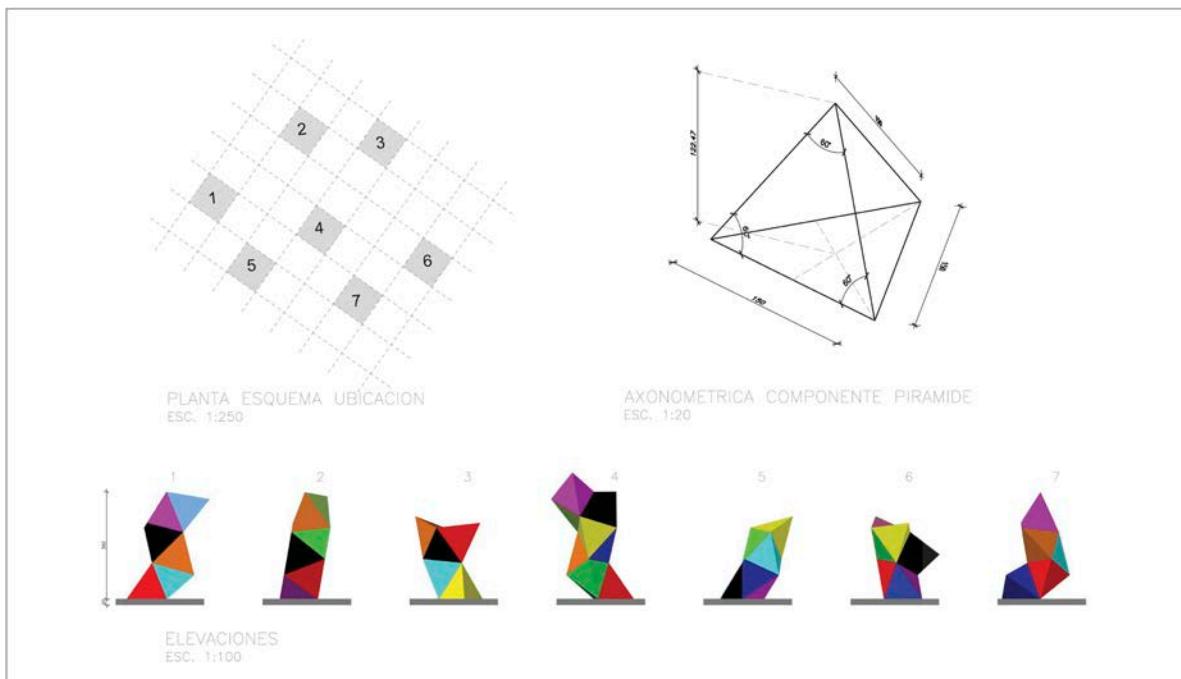 2
3
1
4
5
6
7
PLANTA ESQUEMA UBICACION
ESC. 1:250
122.47
60°
60°
60°
150
AXONOMETRICA COMPONENTE PIRAMIDE
ESC. 1:20
1 2 3 4 5 6 7
ELEVACIONES
ESC. 1:100